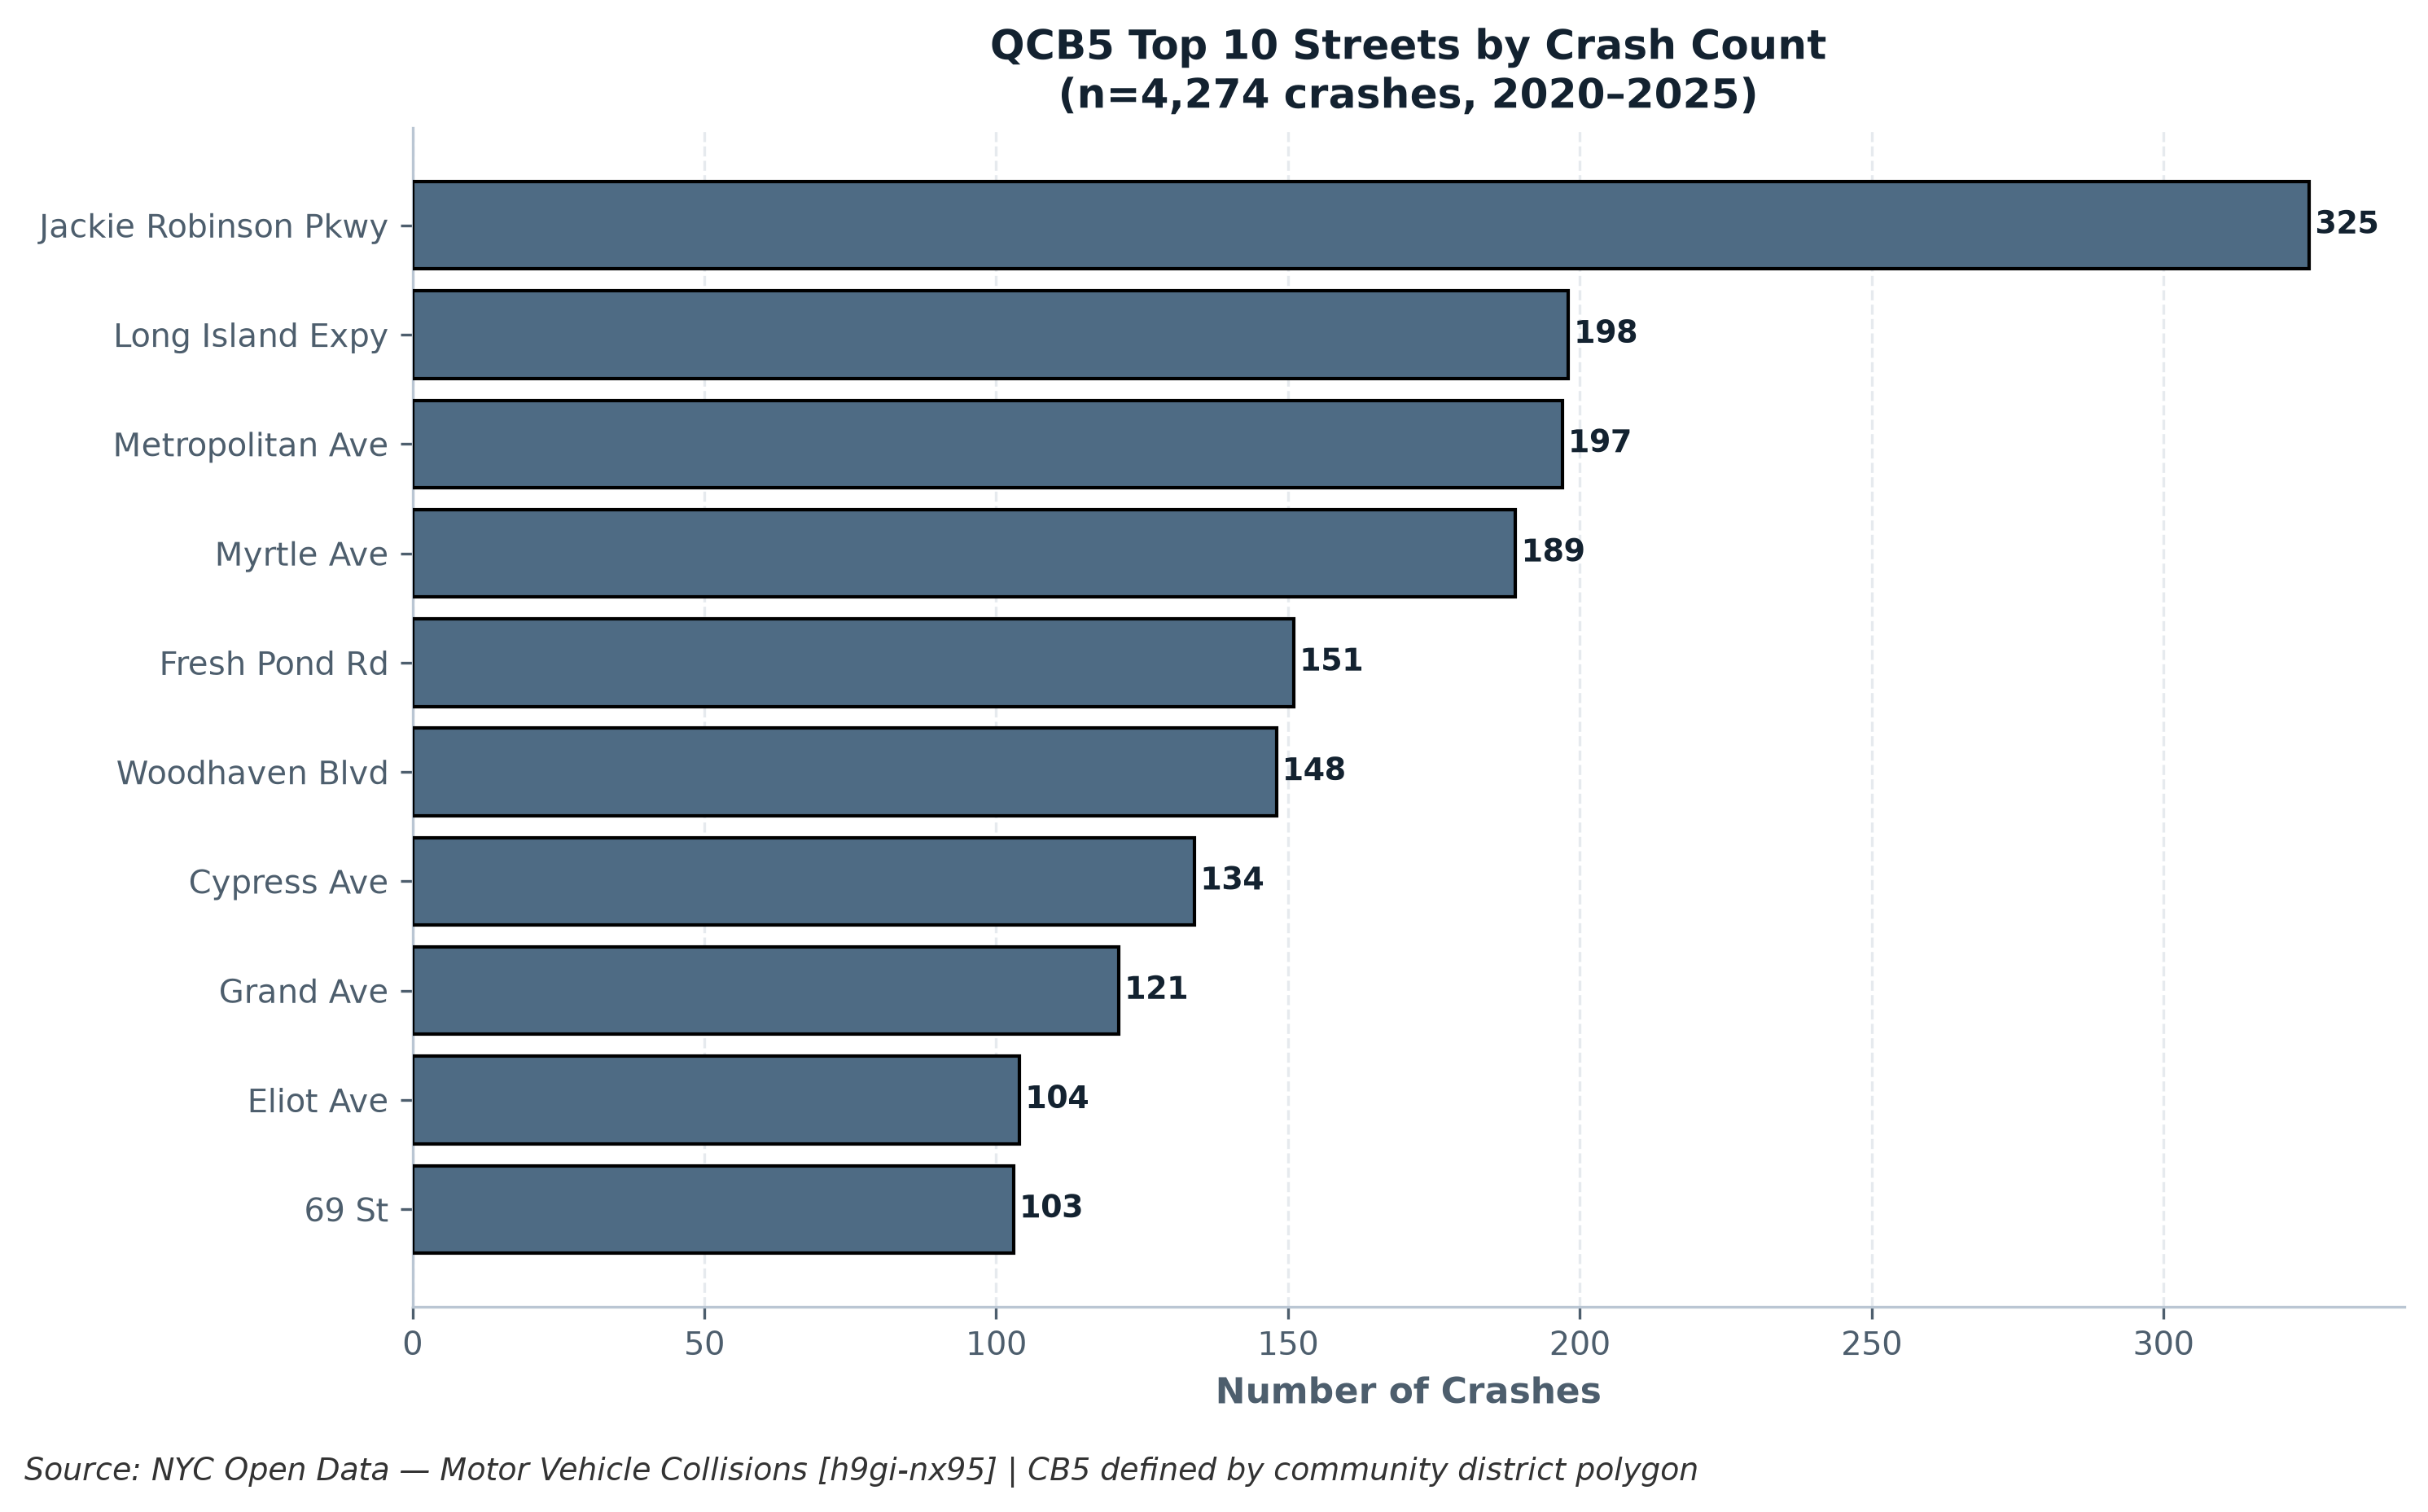 QCB5 Top 10 Streets by Crash Count
(n=4,274 crashes, 2020–2025)
Jackie Robinson Pkwy 325
Long Island Expy 198
Metropolitan Ave 197
Myrtle Ave 189
Fresh Pond Rd 151
Woodhaven Blvd 148
Cypress Ave 134
Grand Ave 121
Eliot Ave 104
69 St 103
0 50 100 150 200 250 300
Number of Crashes
Source: NYC Open Data — Motor Vehicle Collisions [h9gi-nx95] | CB5 defined by community district polygon